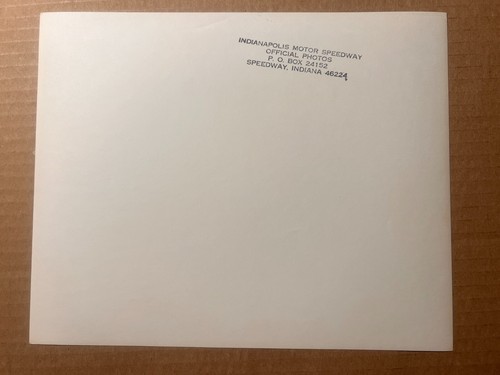 INDIANAPOLIS MOTOR SPEEDWAY
OFFICIAL PHOTOS
P. O. BOX 24152
SPEEDWAY, INDIANA 46224